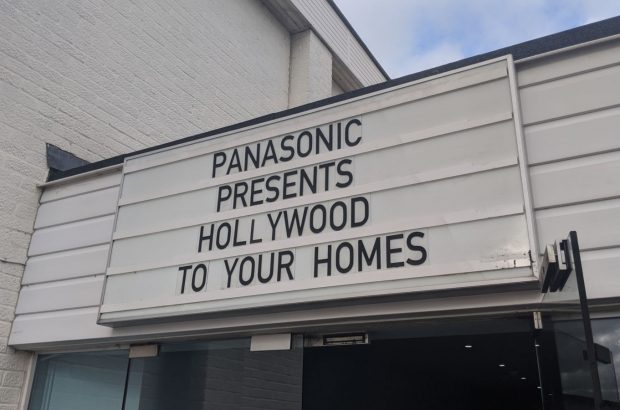 PANASONIC
PRESENTS
HOLLYWOOD
TO YOUR HOMES